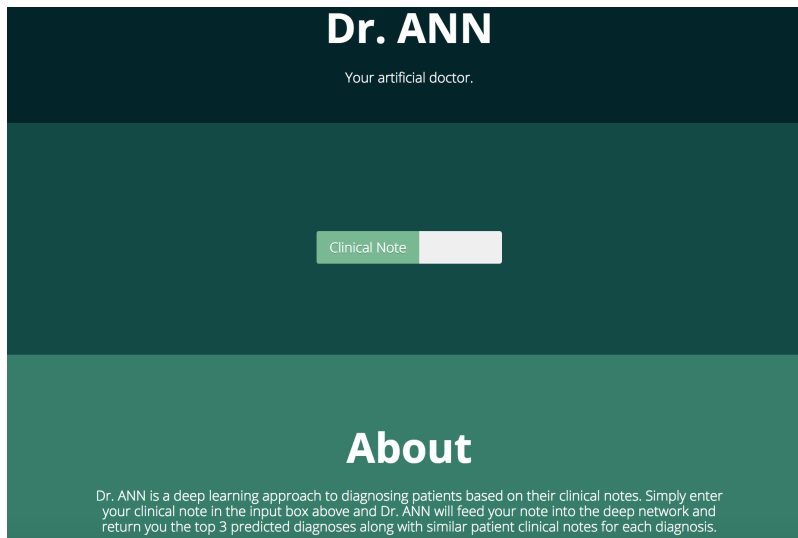 Dr. ANN
Your artificial doctor.
Clinical Note
About
Dr. ANN is a deep learning approach to diagnosing patients based on their clinical notes. Simply enter
your clinical note in the input box above and Dr. ANN will feed your note into the deep network and
return you the top 3 predicted diagnoses along with similar patient clinical notes for each diagnosis.